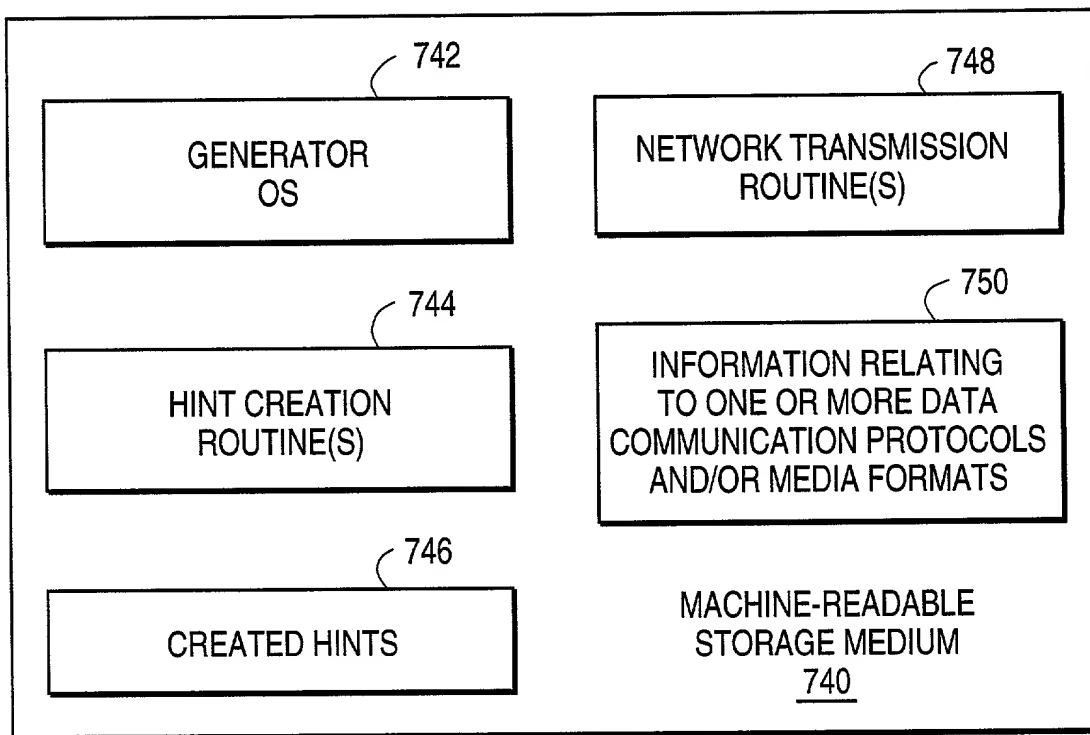 742
GENERATOR
OS
748
NETWORK TRANSMISSION
ROUTINE(S)
744
HINT CREATION
ROUTINE(S)
750
INFORMATION RELATING
TO ONE OR MORE DATA
COMMUNICATION PROTOCOLS
AND/OR MEDIA FORMATS
746
CREATED HINTS
MACHINE-READABLE
STORAGE MEDIUM
740